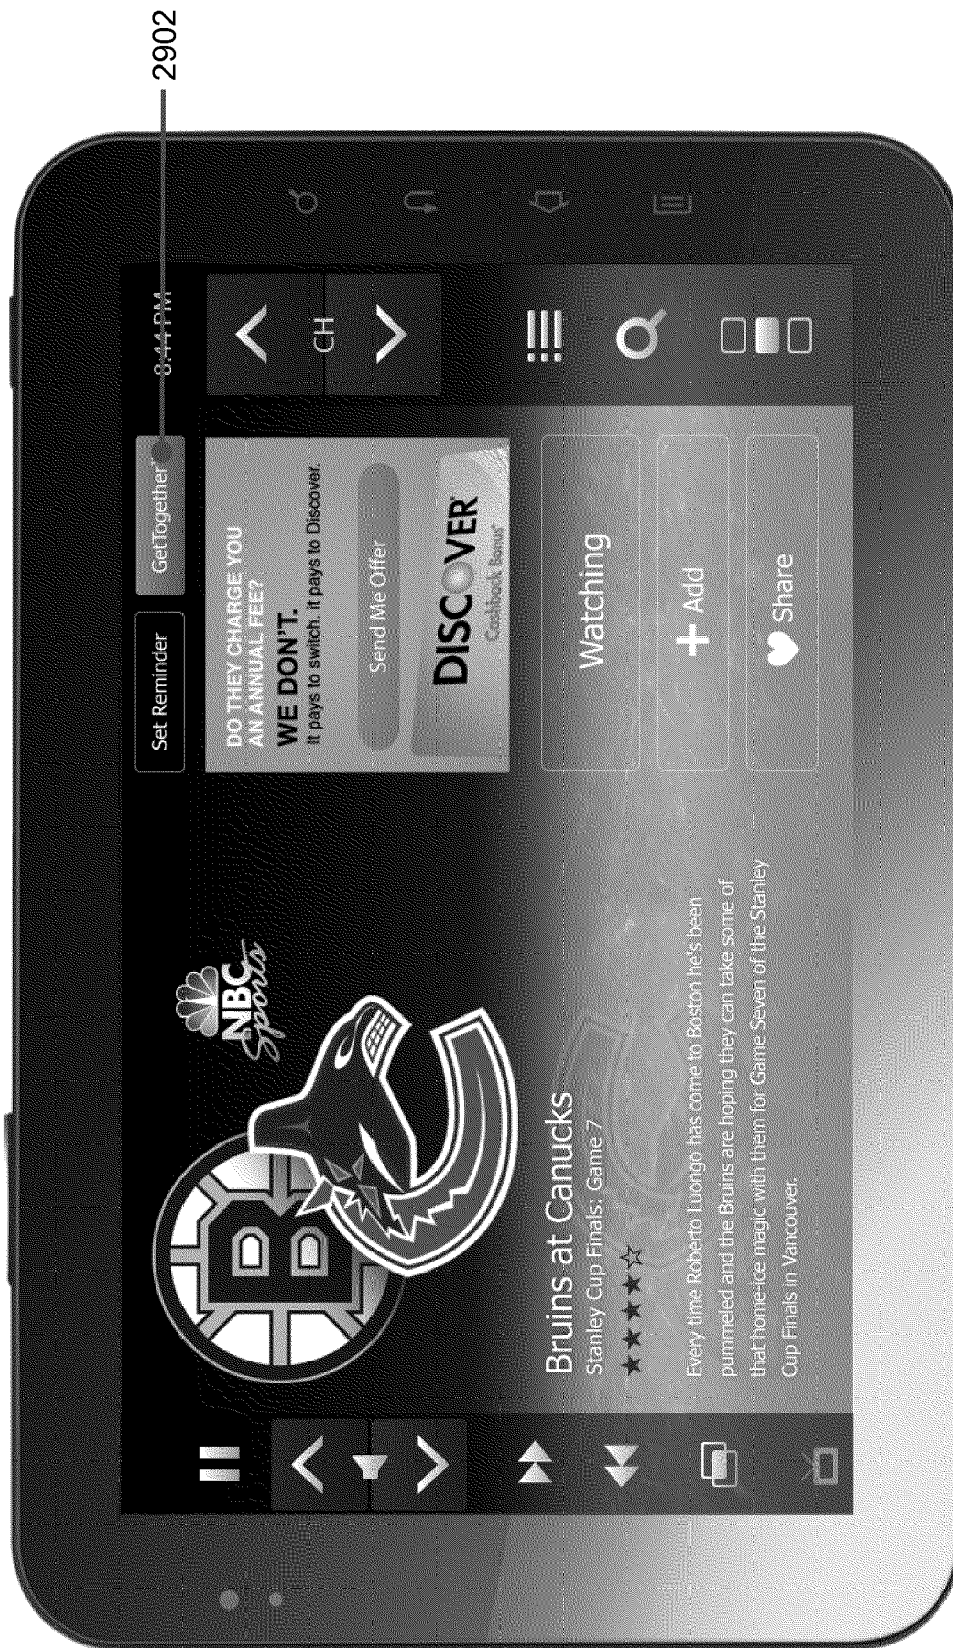 2902
Set Reminder
GetTogether
8:44 PM
NBC
Sports
B
DO THEY CHARGE YOU
AN ANNUAL FEE?
WE DON'T.
It pays to switch. it pays to Discover.
Send Me Offer
DISCOVER
Cashback Bonus
CH
Bruins at Canucks
Stanley Cup Finals: Game 7
Every time Roberto Luongo has come to Boston he's been
pummeled and the Bruins are hoping they can take some of
that home-ice magic with them for Game Seven of the Stanley
Cup Finals in Vancouver.
Watching
Add
Share